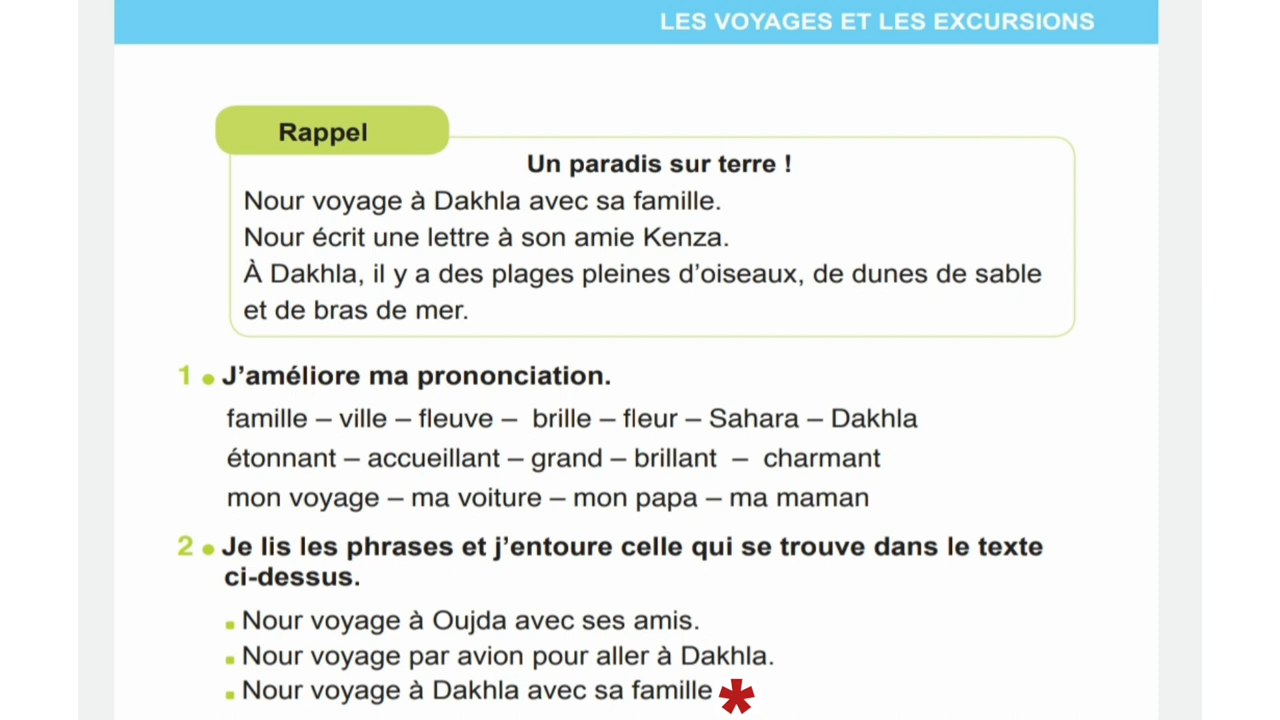 LES VOYAGES ET LES EXCURSIONS
Rappel
Un paradis sur terre !
Nour voyage à Dakhla avec sa famille.
Nour écrit une lettre à son amie Kenza.
À Dakhla, il y a des plages pleines d’oiseaux, de dunes de sable
et de bras de mer.
1 • J’améliore ma prononciation.
famille – ville – fleuve – brille – fleur – Sahara – Dakhla
étonnant – accueillant – grand – brillant – charmant
mon voyage – ma voiture – mon papa – ma maman
2 • Je lis les phrases et j’entoure celle qui se trouve dans le texte
ci-dessus.
▪ Nour voyage à Oujda avec ses amis.
▪ Nour voyage par avion pour aller à Dakhla.
▪ Nour voyage à Dakhla avec sa famille *